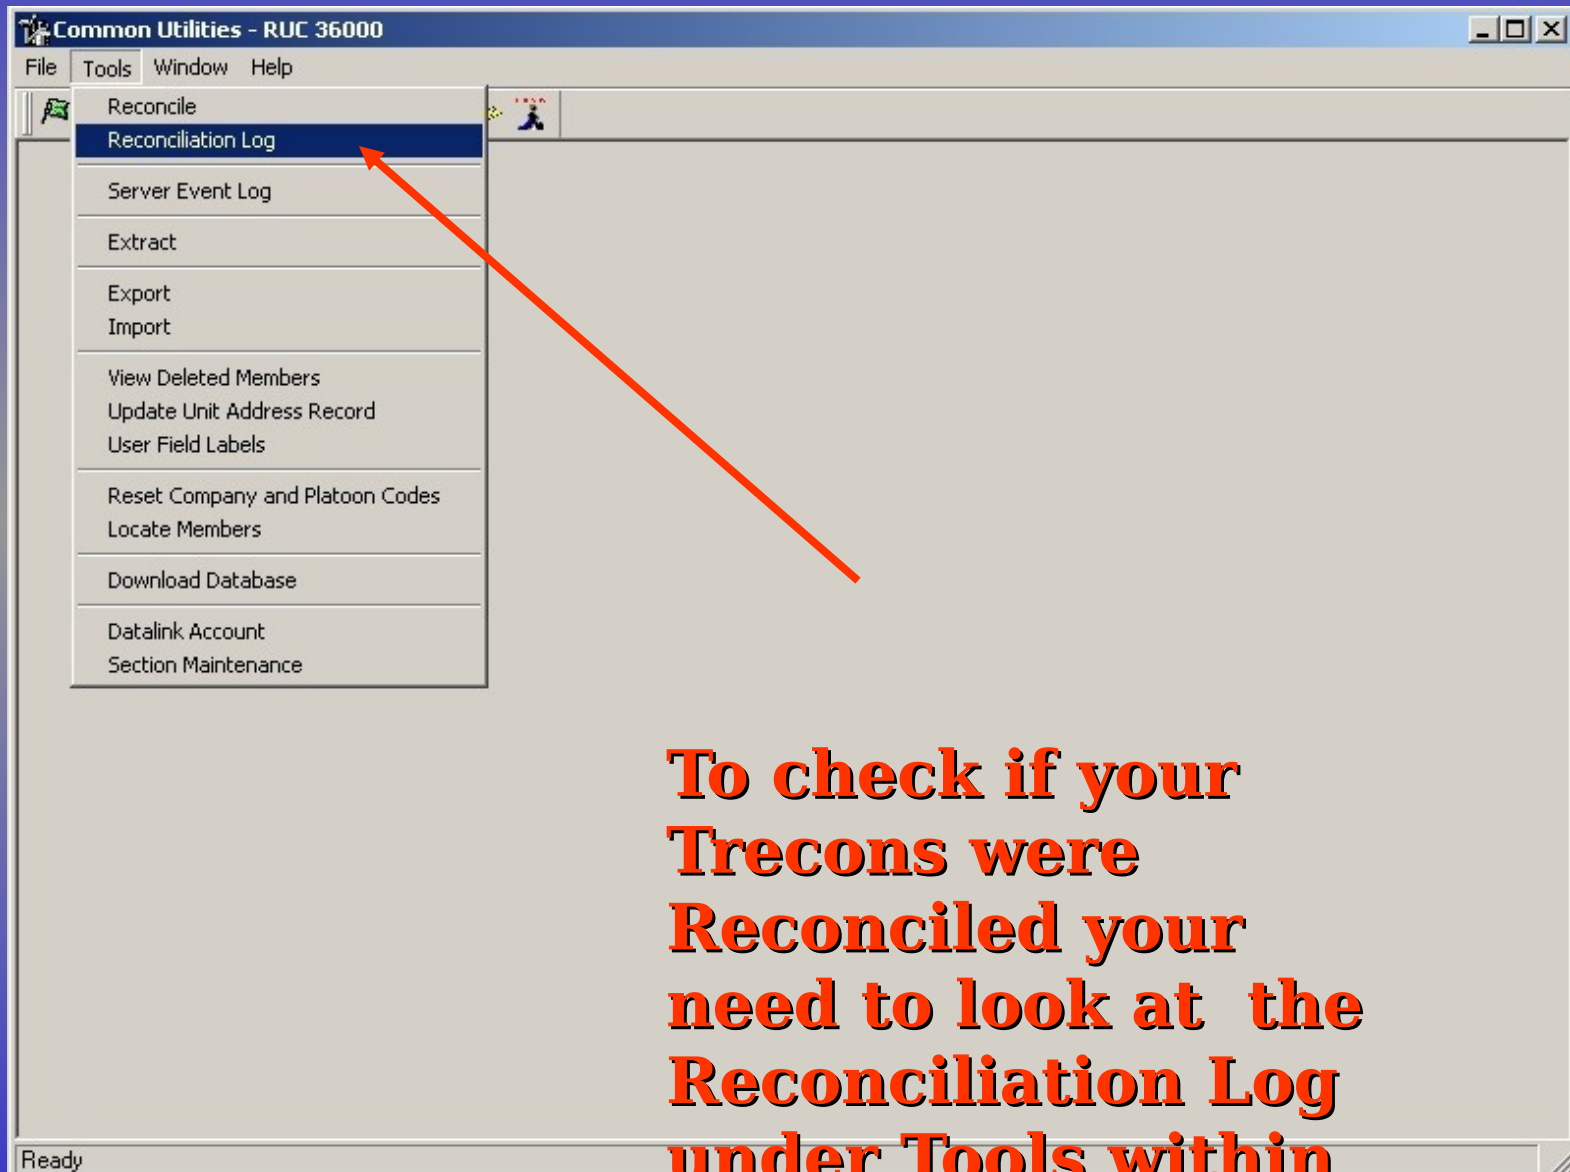 Common Utilities - RUC 36000
File Tools Window Help
Reconcile
Reconciliation Log
Server Event Log
Extract
Export
Import
View Deleted Members
Update Unit Address Record
User Field Labels
Reset Company and Platoon Codes
Locate Members
Download Database
Datalink Account
Section Maintenance
To check if your
Trecons were
Reconciled your
need to look at the
Reconciliation Log
under Tools within
Ready